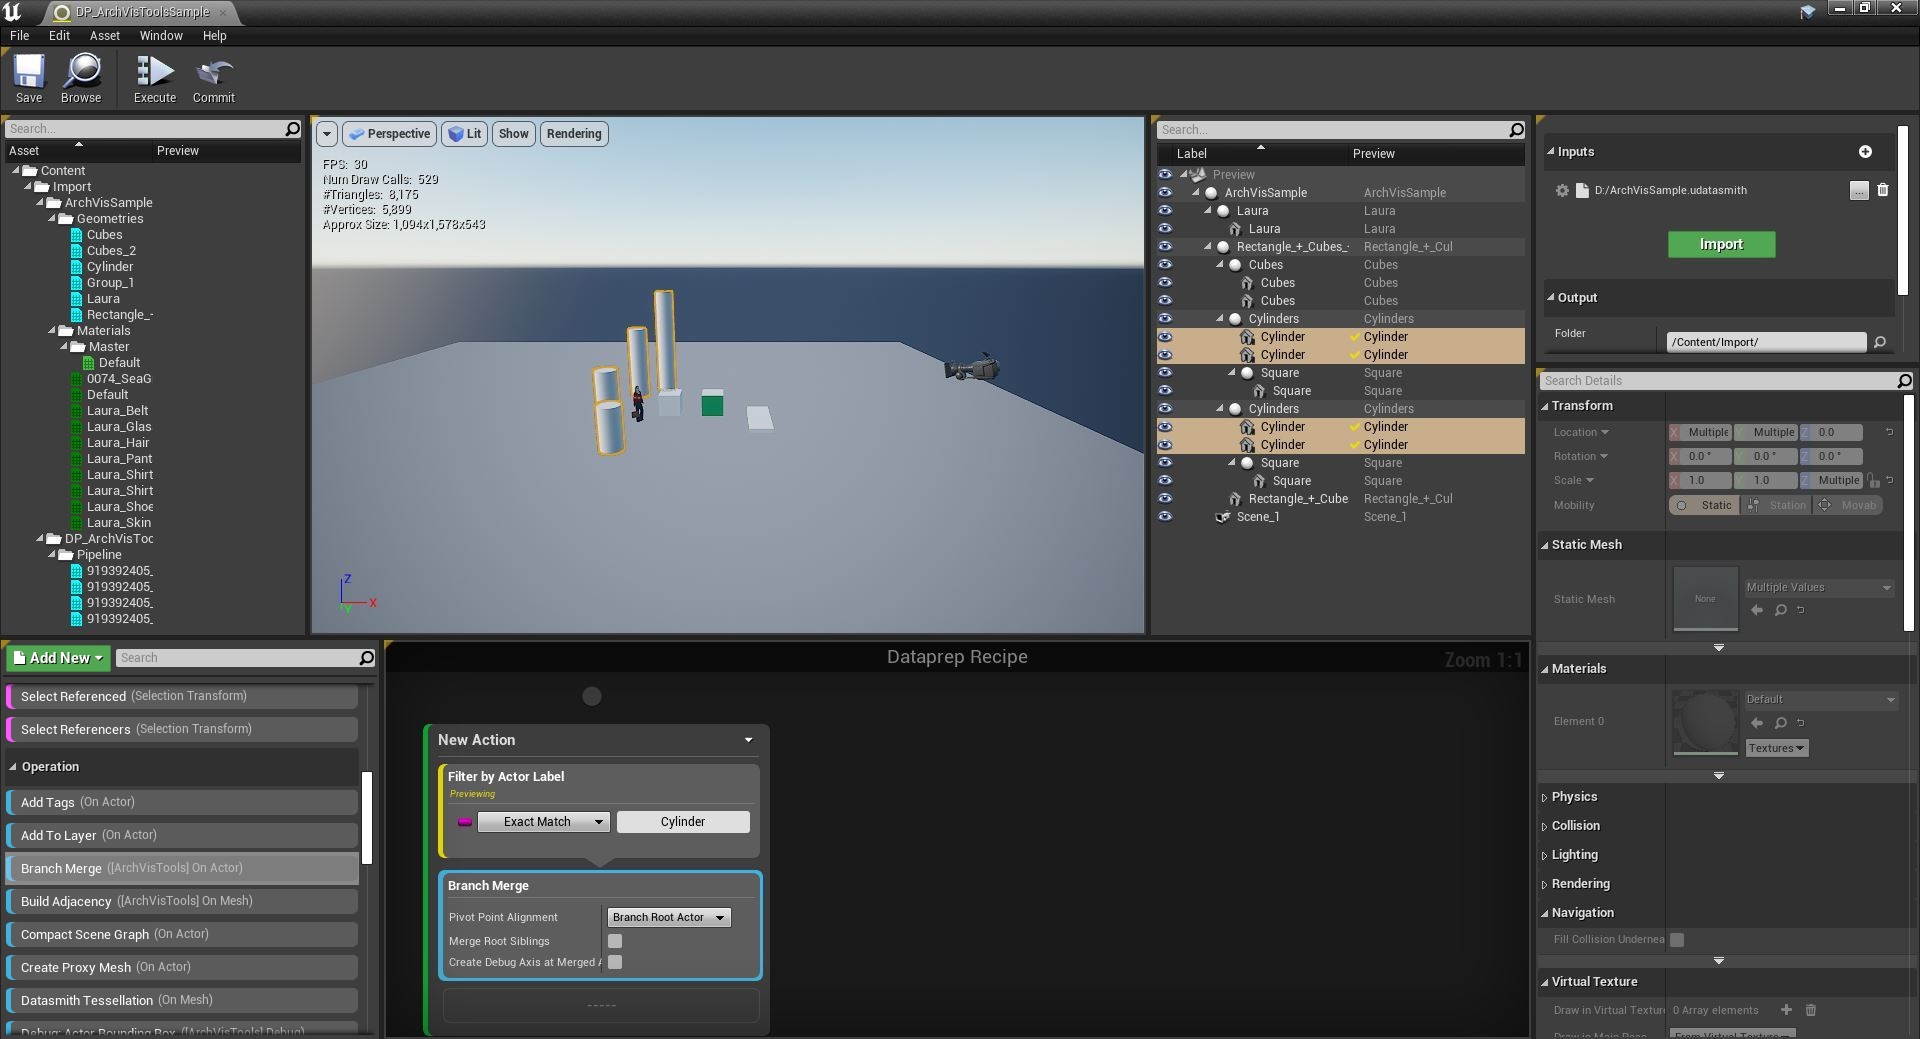 DP_ArchVisToolsSample
File Edit Asset Window Help
Save Browse Execute Commit
Search...
Asset Preview
Content
Import
ArchVisSample
Geometries
Cubes
Cubes_2
Cylinder
Group_1
Laura
Rectangle_-
Materials
Master
Default
0074_SeaG
Default
Laura_Belt
Laura_Glas
Laura_Hair
Laura_Pant
Laura_Shirt
Laura_Shirt
Laura_Shoe
Laura_Skin
DP_ArchVisToc
Pipeline
919392405_
919392405_
919392405_
919392405_
Perspective Lit Show Rendering
FPS: 30
Num Draw Calls: 529
#Triangles: 8,175
#Vertices: 5,899
Approx Size: 1,094x1,578x543
Z
X
Y
Search...
Label Preview
Preview
ArchVisSample ArchVisSample
Laura Laura
Laura Laura
Rectangle_+_Cubes_- Rectangle_+_Cul
Cubes Cubes
Cubes Cubes
Cubes Cubes
Cylinders Cylinders
Cylinder Cylinder
Cylinder Cylinder
Square Square
Square Square
Cylinders Cylinders
Cylinder Cylinder
Cylinder Cylinder
Square Square
Square Square
Rectangle_+_Cube Rectangle_+_Cul
Scene_1 Scene_1
Inputs
D:/ArchVisSample.udatasmith ...
Import
Output
Folder /Content/Import/
Search Details
Transform
Location X Multiple Y Multiple Z 0.0
Rotation X 0.0 ° Y 0.0 ° Z 0.0 °
Scale X 1.0 Y 1.0 Z Multiple
Mobility Static Station Movab
Static Mesh
Static Mesh None Multiple Values
Materials
Element 0 Default
Textures
Physics
Collision
Lighting
Rendering
Navigation
Fill Collision Undernea
Virtual Texture
Draw in Virtual Textur 0 Array elements
Draw in Main Pass From Virtual Texture
Add New Search
Select Referenced (Selection Transform)
Select Referencers (Selection Transform)
Operation
Add Tags (On Actor)
Add To Layer (On Actor)
Branch Merge ([ArchVisTools] On Actor)
Build Adjacency ([ArchVisTools] On Mesh)
Compact Scene Graph (On Actor)
Create Proxy Mesh (On Actor)
Datasmith Tessellation (On Mesh)
Debug: Actor Bounding Box ([ArchVisTools] Debug)
Dataprep Recipe
Zoom 1:1
New Action
Filter by Actor Label
Previewing
Exact Match Cylinder
Branch Merge
Pivot Point Alignment Branch Root Actor
Merge Root Siblings
Create Debug Axis at Merged A
-----